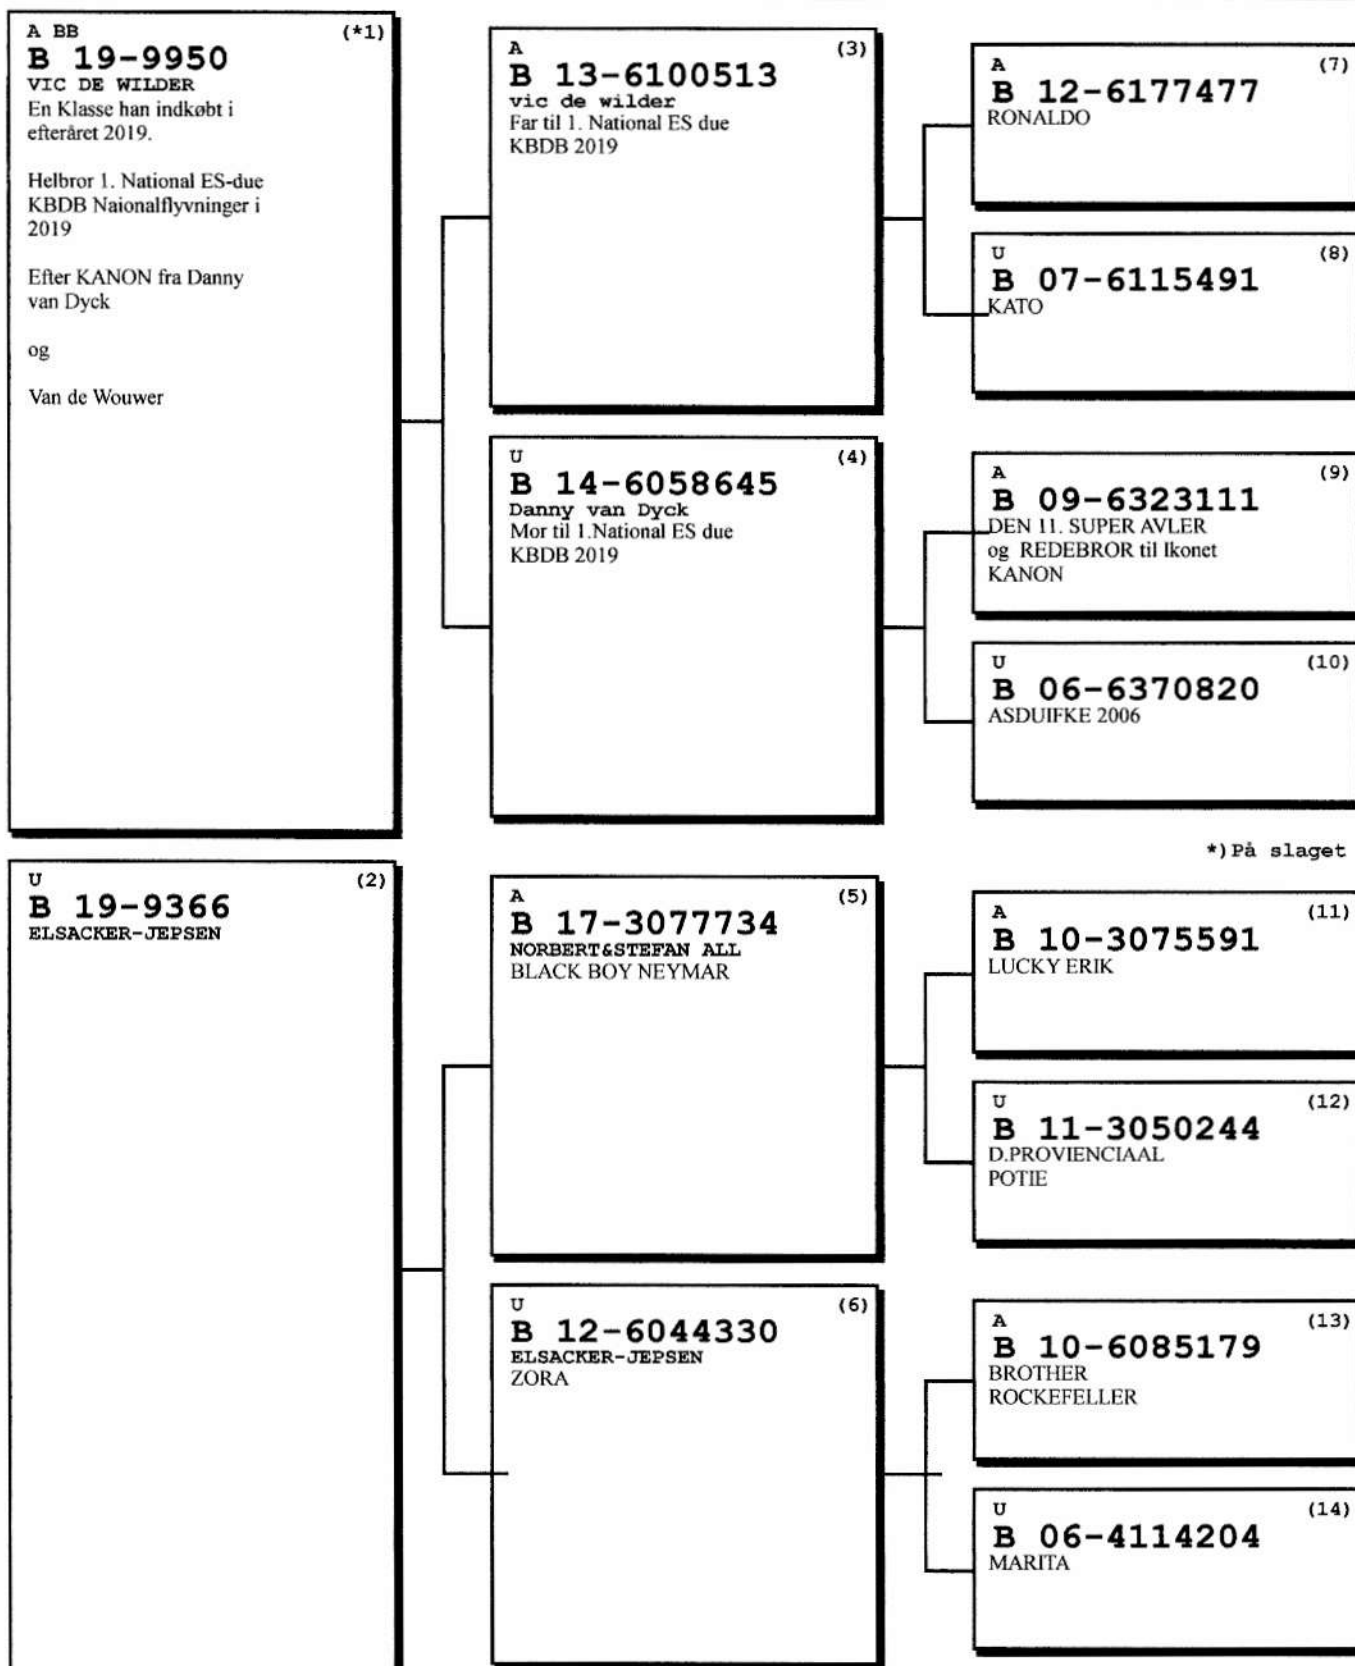 A BB (*1)
B 19-9950
VIC DE WILDER
En Klasse han indkøbt i
efteråret 2019.
Helbror 1. National ES-due
KBDB Naionalflyvninger i
2019
Efter KANON fra Danny
van Dyck
og
Van de Wouwer
A (3)
B 13-6100513
vic de wilder
Far til 1. National ES due
KBDB 2019
A (7)
B 12-6177477
RONALDO
U (8)
B 07-6115491
KATO
U (4)
B 14-6058645
Danny van Dyck
Mor til 1.National ES due
KBDB 2019
A (9)
B 09-6323111
DEN 11. SUPER AVLER
og REDEBROR til Ikonet
KANON
U (10)
B 06-6370820
ASDUIFKE 2006
*)På slaget
U (2)
B 19-9366
ELSACKER-JEPSEN
A (5)
B 17-3077734
NORBERT&STEFAN ALL
BLACK BOY NEYMAR
A (11)
B 10-3075591
LUCKY ERIK
U (12)
B 11-3050244
D.PROVIENCIAAL
POTIE
U (6)
B 12-6044330
ELSACKER-JEPSEN
ZORA
A (13)
B 10-6085179
BROTHER
ROCKEFELLER
U (14)
B 06-4114204
MARITA